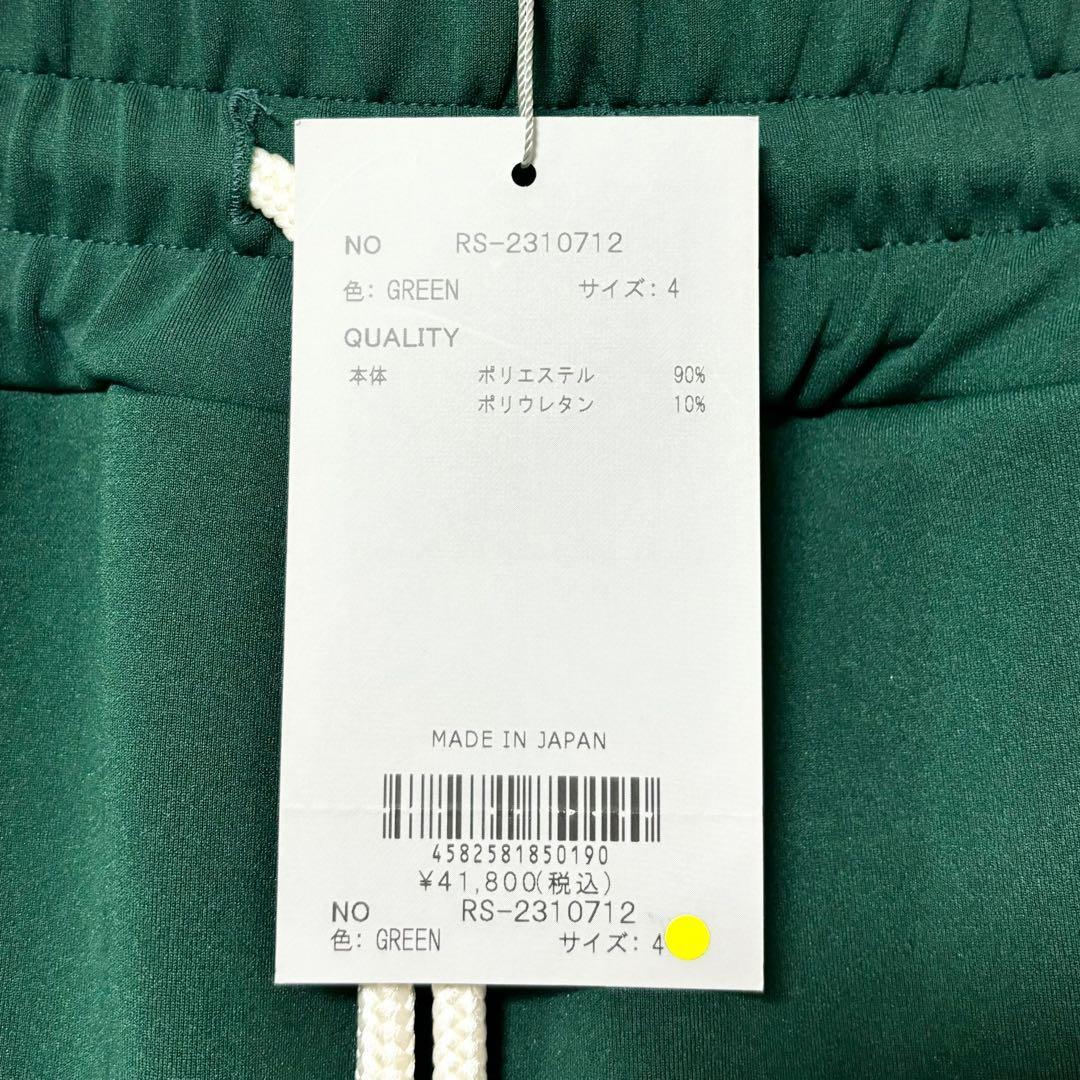 NO RS-2310712
色: GREEN サイズ: 4
QUALITY
本体 ポリエステル 90%
ポリウレタン 10%
MADE IN JAPAN
4582581850190
¥41,800(税込)
NO RS-2310712
色: GREEN サイズ: 4